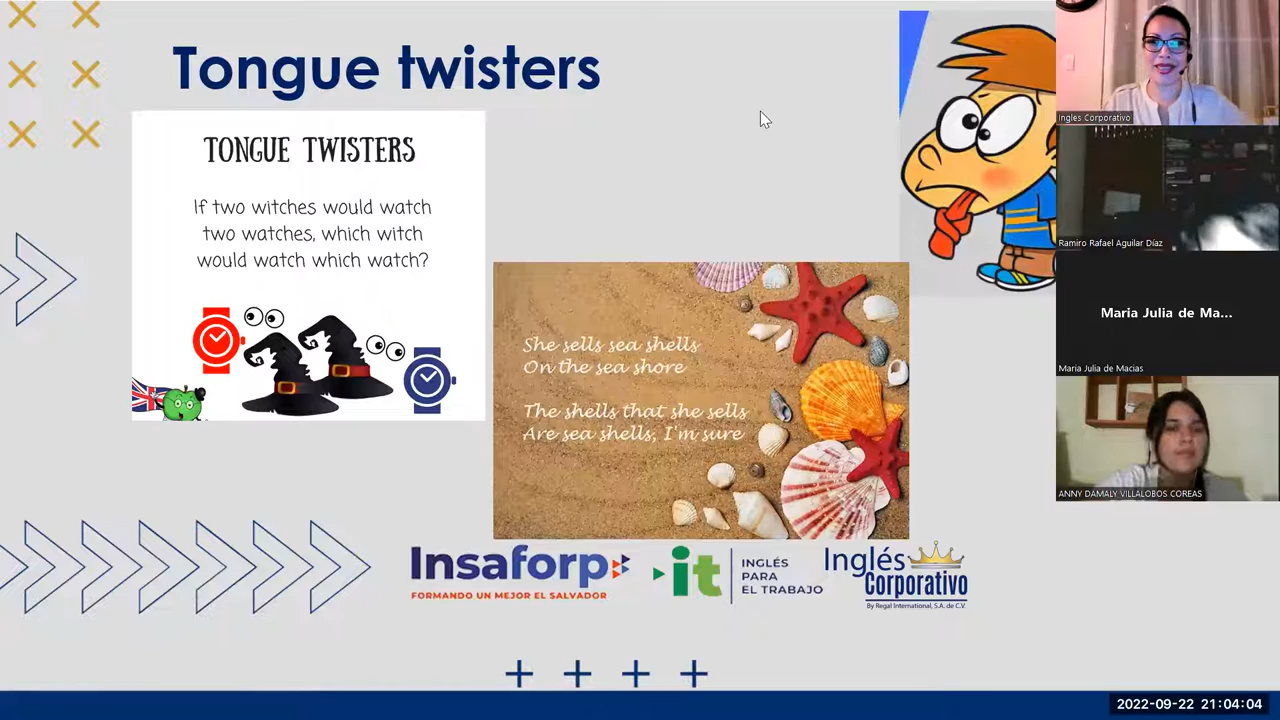 Tongue twisters
TONGUE TWISTERS
If two witches would watch
two watches, which witch
would watch which watch?
She sells sea shells
On the sea shore
The shells that she sells
Are sea shells, I'm sure
Insaforp
FORMANDO UN MEJOR EL SALVADOR
it
INGLÉS
PARA
EL TRABAJO
Inglés
Corporativo
By Regal International, S.A. de C.V.
Ingles Corporativo
Ramiro Rafael Aguilar Díaz
Maria Julia de Ma...
Maria Julia de Macias
ANNY DAMALY VILLALOBOS COREAS
2022-09-22 21:04:04